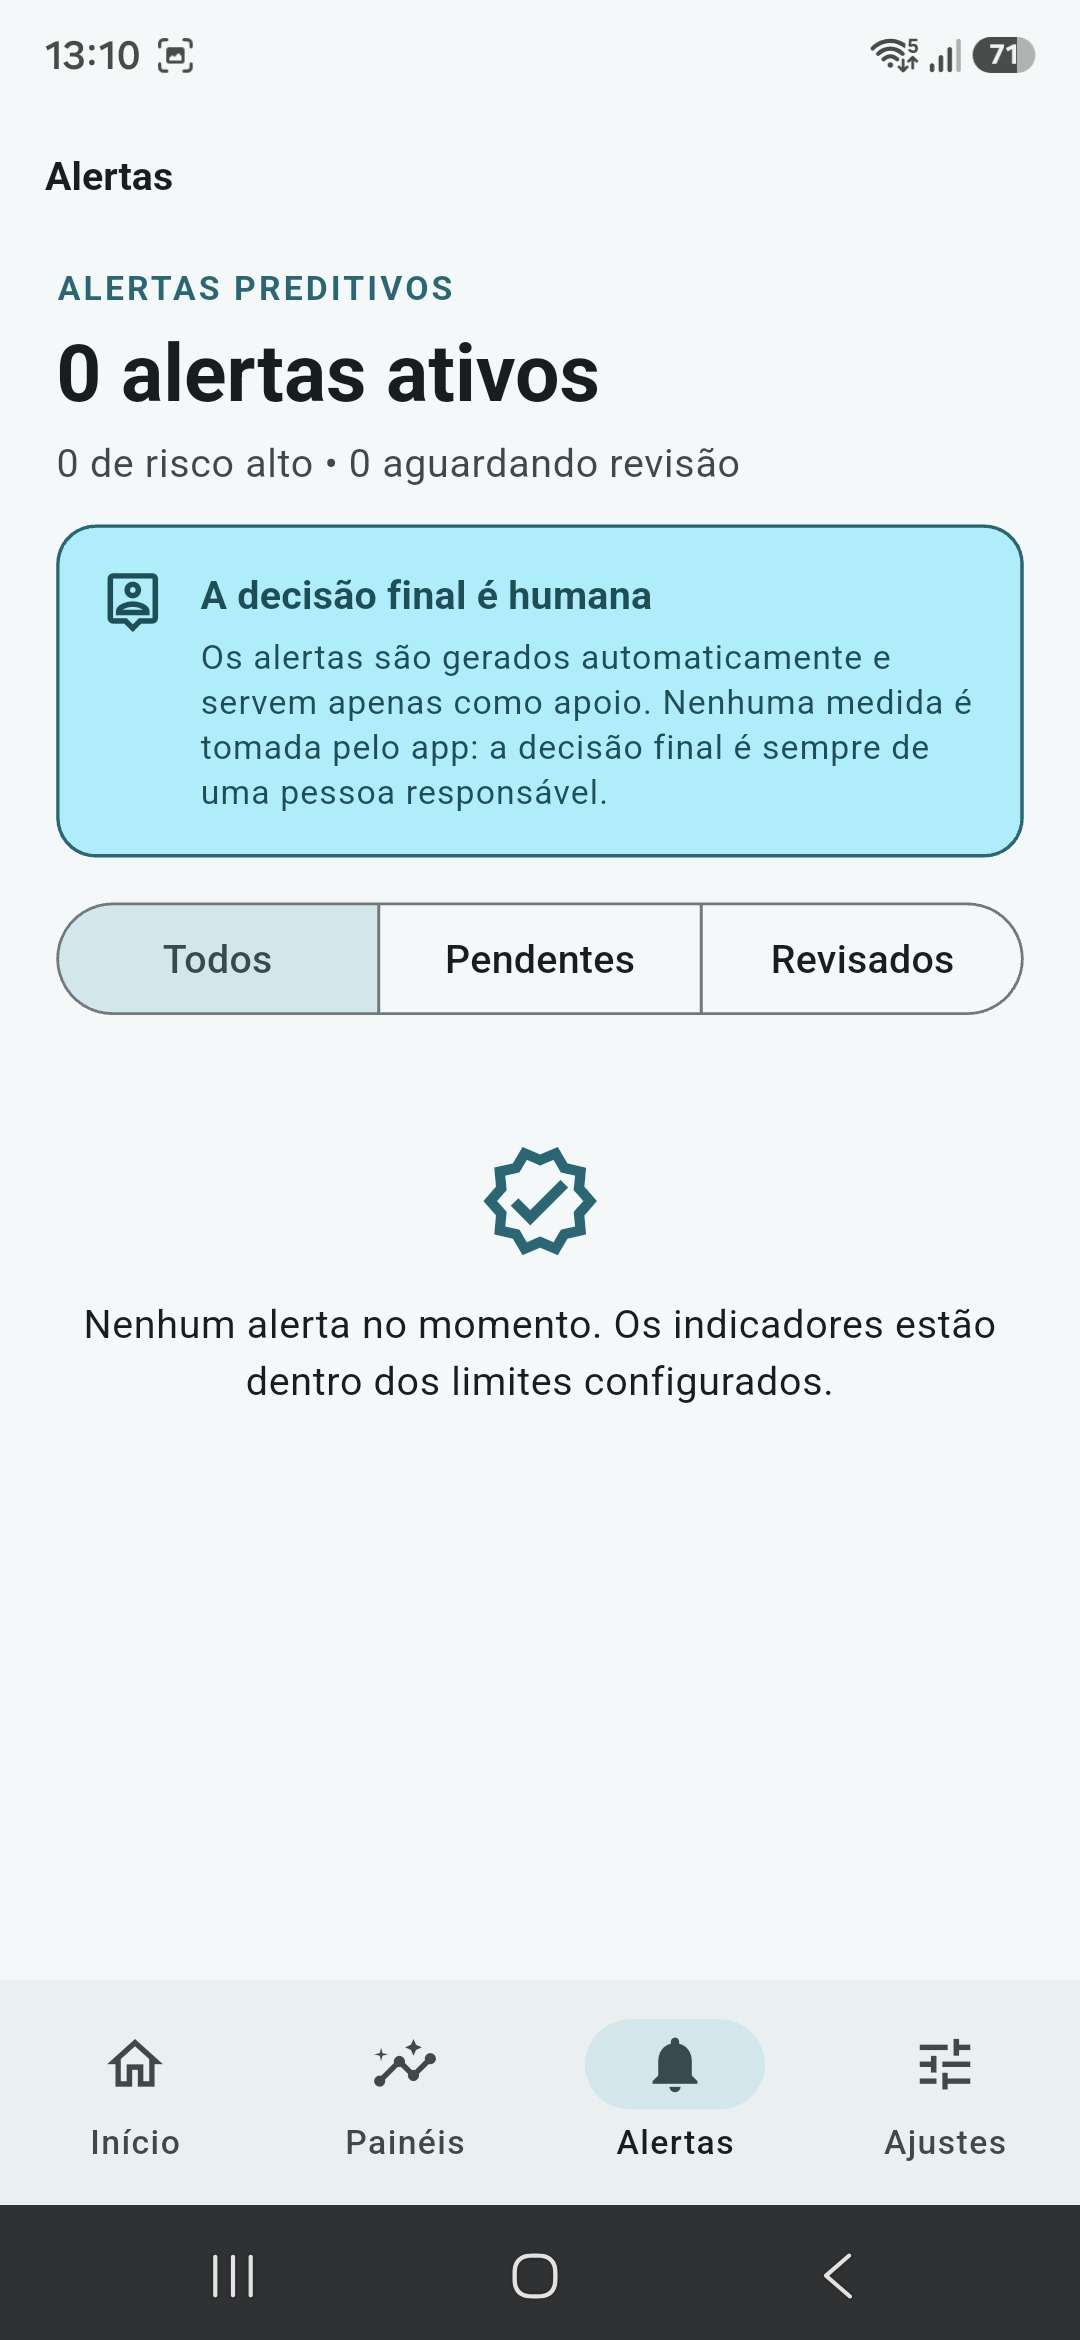 13:10
5
71
Alertas
ALERTAS PREDITIVOS
0 alertas ativos
0 de risco alto • 0 aguardando revisão
A decisão final é humana
Os alertas são gerados automaticamente e
servem apenas como apoio. Nenhuma medida é
tomada pelo app: a decisão final é sempre de
uma pessoa responsável.
Todos
Pendentes
Revisados
Nenhum alerta no momento. Os indicadores estão
dentro dos limites configurados.
Início
Painéis
Alertas
Ajustes